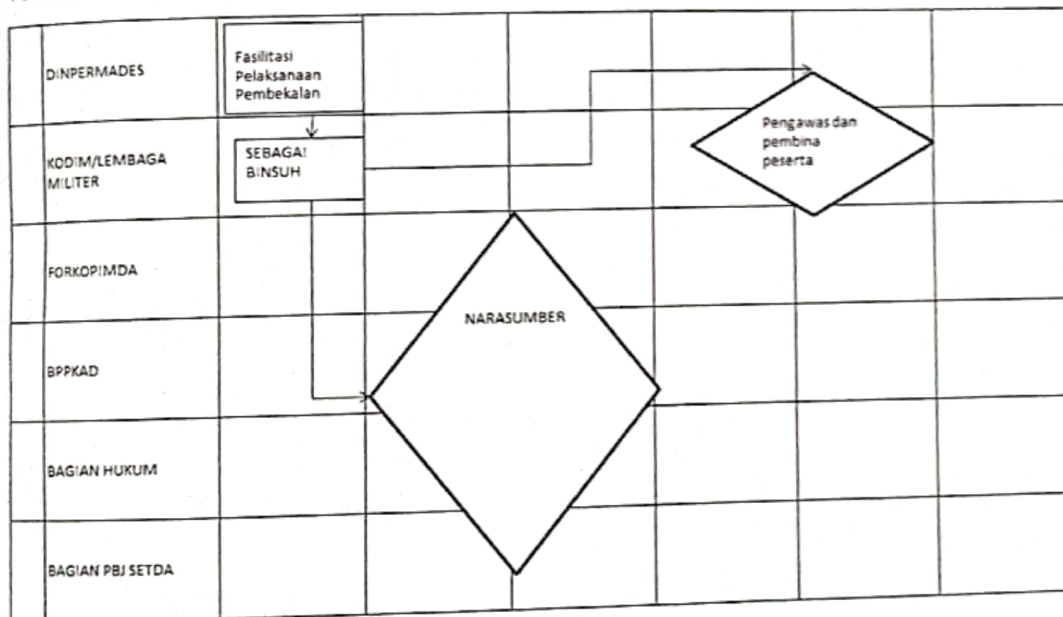 DINPERMADES
Fasilitasi
Pelaksanaan
Pembekalan
KODIM/LEMBAGA
MILITER
SEBAGAI
BINSUH
Pengawas dan
pembina
peserta
FORKOPIMDA
NARASUMBER
BPPKAD
BAGIAN HUKUM
BAGIAN PBJ SETDA